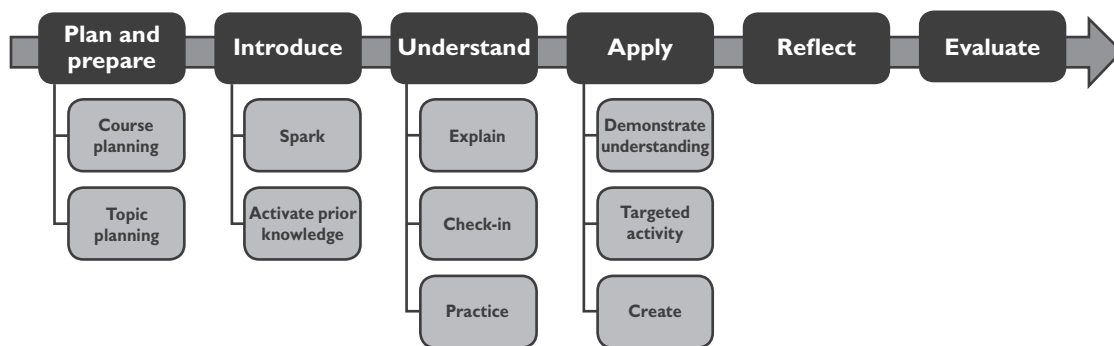 Plan and
prepare
Introduce
Understand
Apply
Reflect
Evaluate
Course
planning
Topic
planning
Spark
Activate prior
knowledge
Explain
Check-in
Practice
Demonstrate
understanding
Targeted
activity
Create